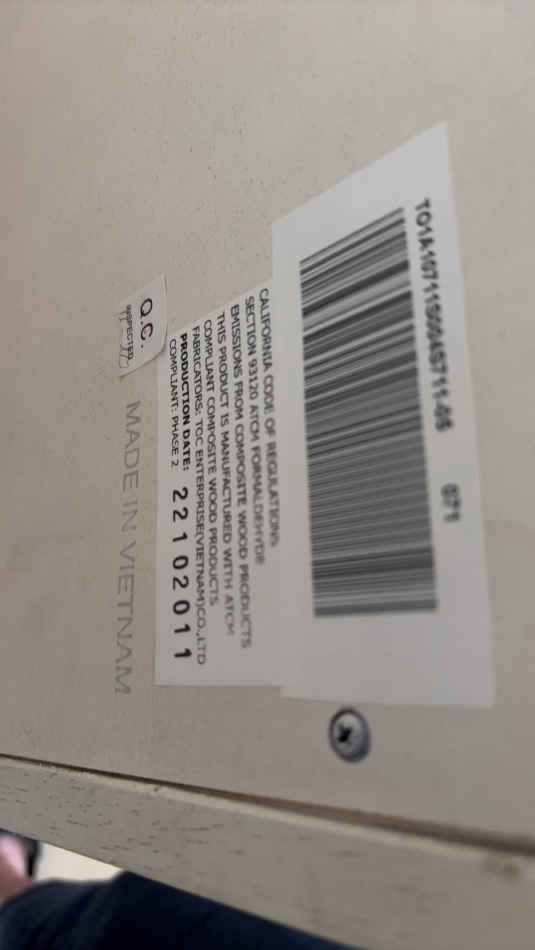 TO1A10711S004S711-05 071
CALIFORNIA CODE OF REGULATIONS
SECTION 93120 ATCM FORMALDEHYDE
EMISSIONS FROM COMPOSITE WOOD PRODUCTS
THIS PRODUCT IS MANUFACTURED WITH ATCM
COMPLIANT COMPOSITE WOOD PRODUCTS
FABRICATORS: TOC ENTERPRISE(VIETNAM)CO.,LTD
PRODUCTION DATE: 22102011
COMPLIANT: PHASE 2
Q.C.
INSPECTED
MADE IN VIETNAM